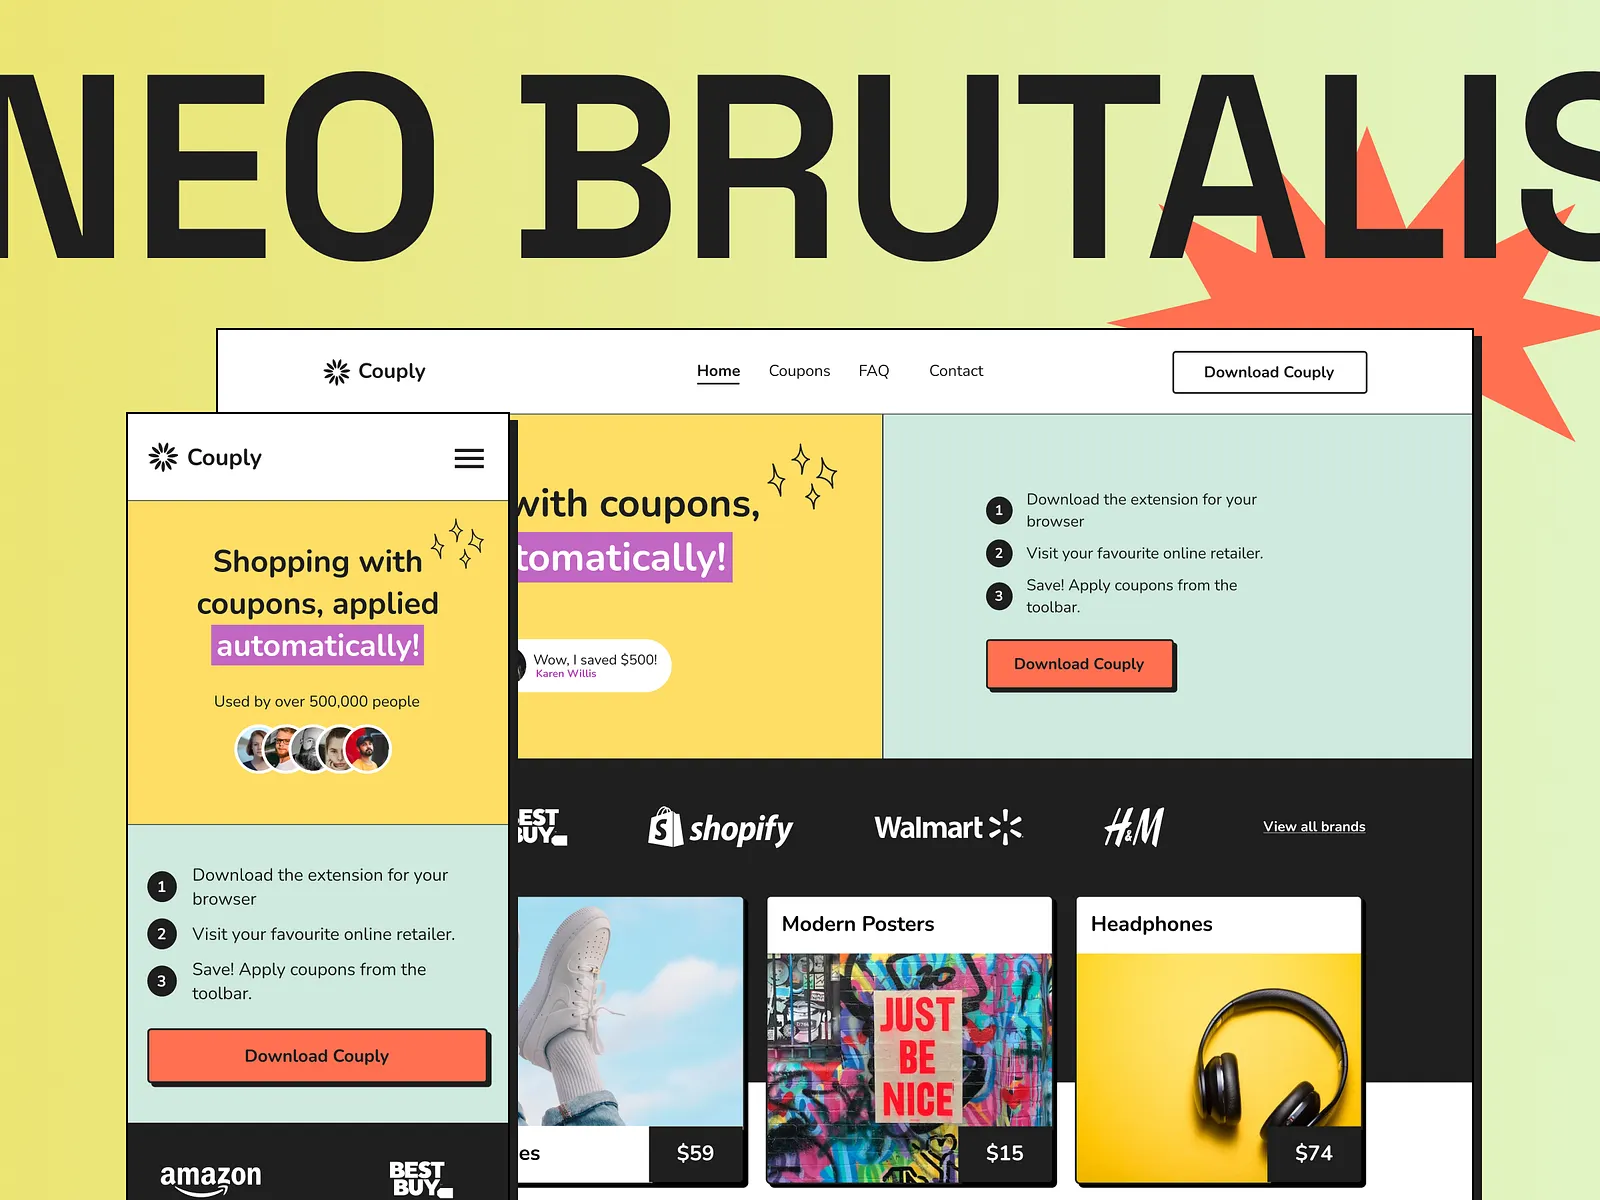 NEO BRUTALIS
Couply
Home
Coupons
FAQ
Contact
Download Couply
with coupons,
tomatically!
Wow, I saved $500!
Karen Willis
1 Download the extension for your
browser
2 Visit your favourite online retailer.
3 Save! Apply coupons from the
toolbar.
Download Couply
EST
BUY
shopify
Walmart
H&M
View all brands
es
$59
Modern Posters
JUST
BE
NICE
$15
Headphones
$74
Couply
Shopping with
coupons, applied
automatically!
Used by over 500,000 people
1 Download the extension for your
browser
2 Visit your favourite online retailer.
3 Save! Apply coupons from the
toolbar.
Download Couply
amazon
BEST
BUY